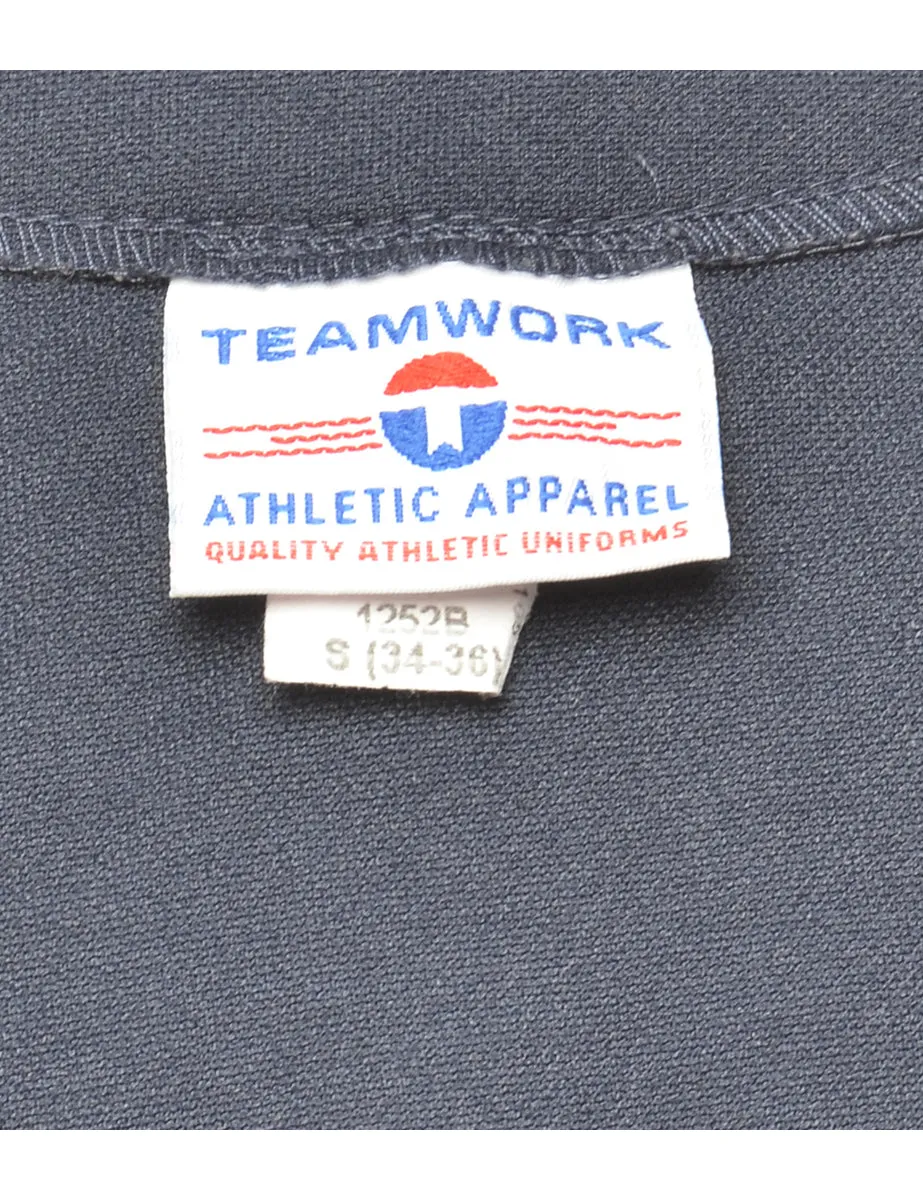 TEAMWORK
ATHLETIC APPAREL
QUALITY ATHLETIC UNIFORMS
1252B
S (34-36)